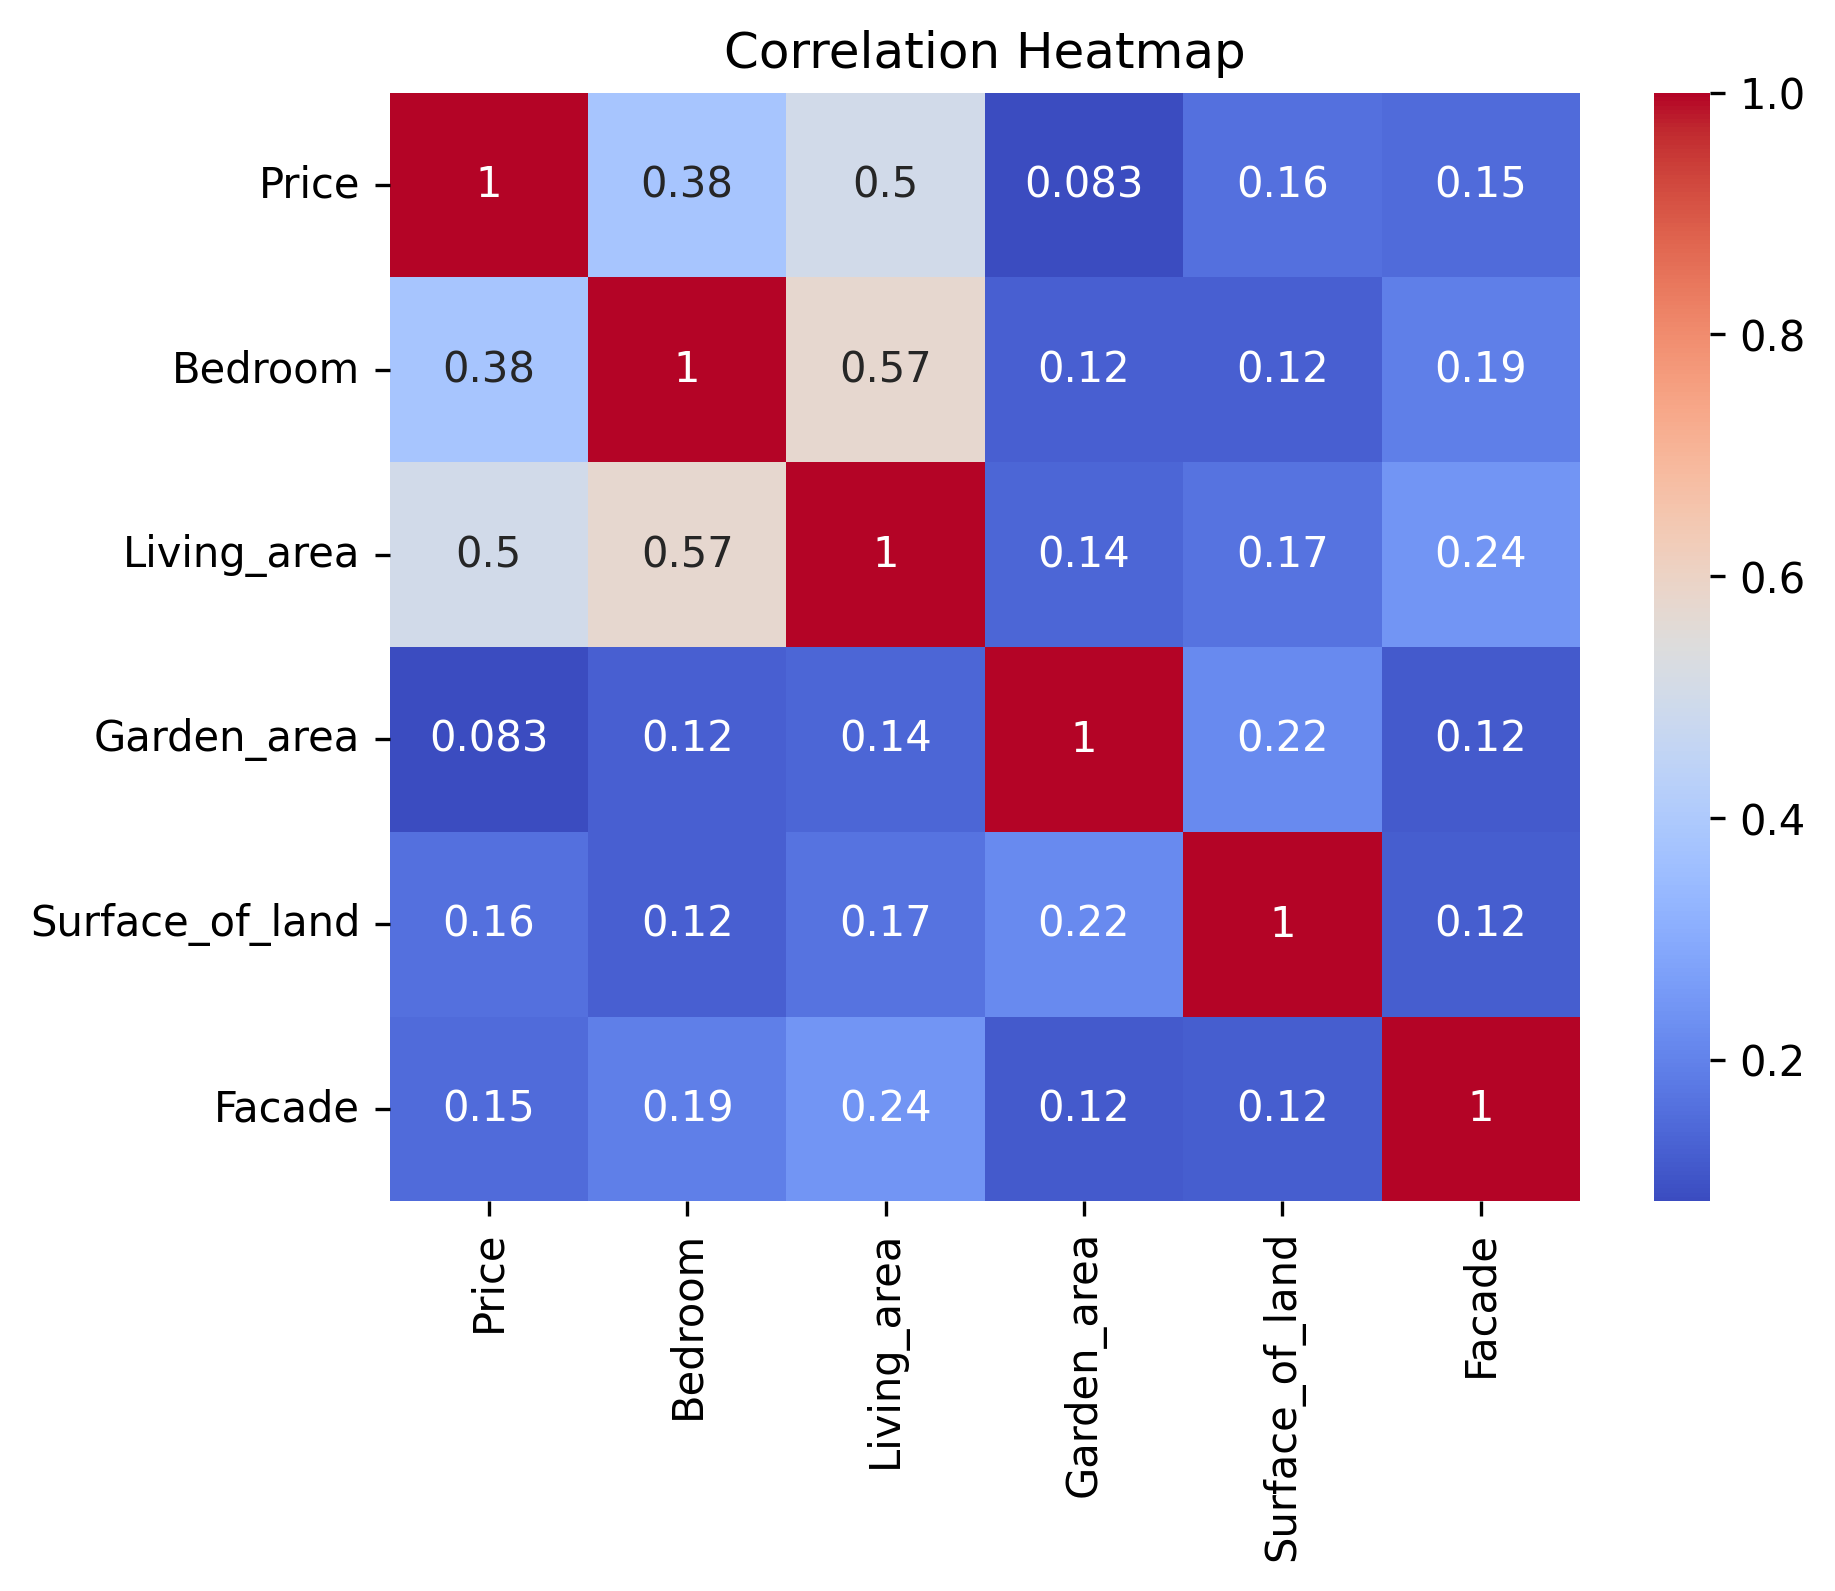 Correlation Heatmap
Price 1 0.38 0.5 0.083 0.16 0.15
Bedroom 0.38 1 0.57 0.12 0.12 0.19
Living_area 0.5 0.57 1 0.14 0.17 0.24
Garden_area 0.083 0.12 0.14 1 0.22 0.12
Surface_of_land 0.16 0.12 0.17 0.22 1 0.12
Facade 0.15 0.19 0.24 0.12 0.12 1
Price
Bedroom
Living_area
Garden_area
Surface_of_land
Facade
1.0
0.8
0.6
0.4
0.2